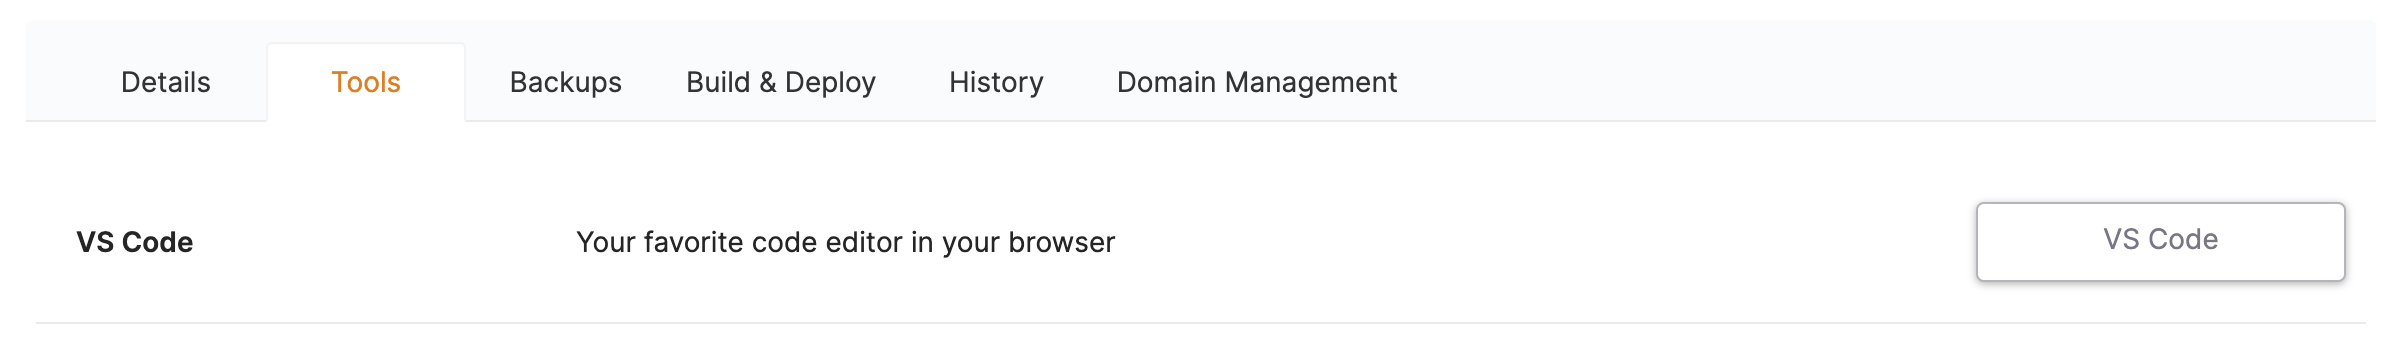 Details Tools Backups Build & Deploy History Domain Management
VS Code Your favorite code editor in your browser VS Code